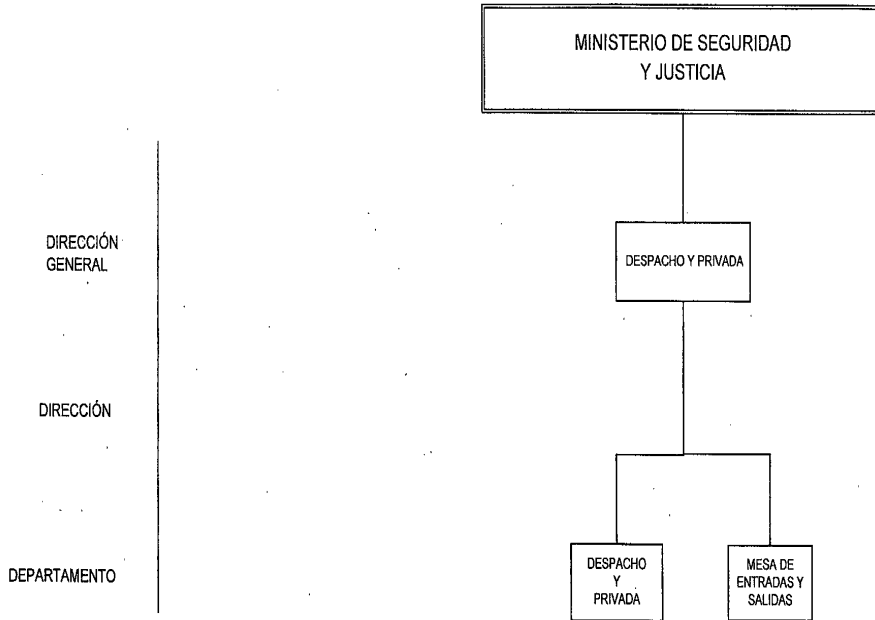 MINISTERIO DE SEGURIDAD
Y JUSTICIA
DIRECCIÓN
GENERAL
DESPACHO Y PRIVADA
DIRECCIÓN
DEPARTAMENTO
DESPACHO
Y
PRIVADA
MESA DE
ENTRADAS Y
SALIDAS